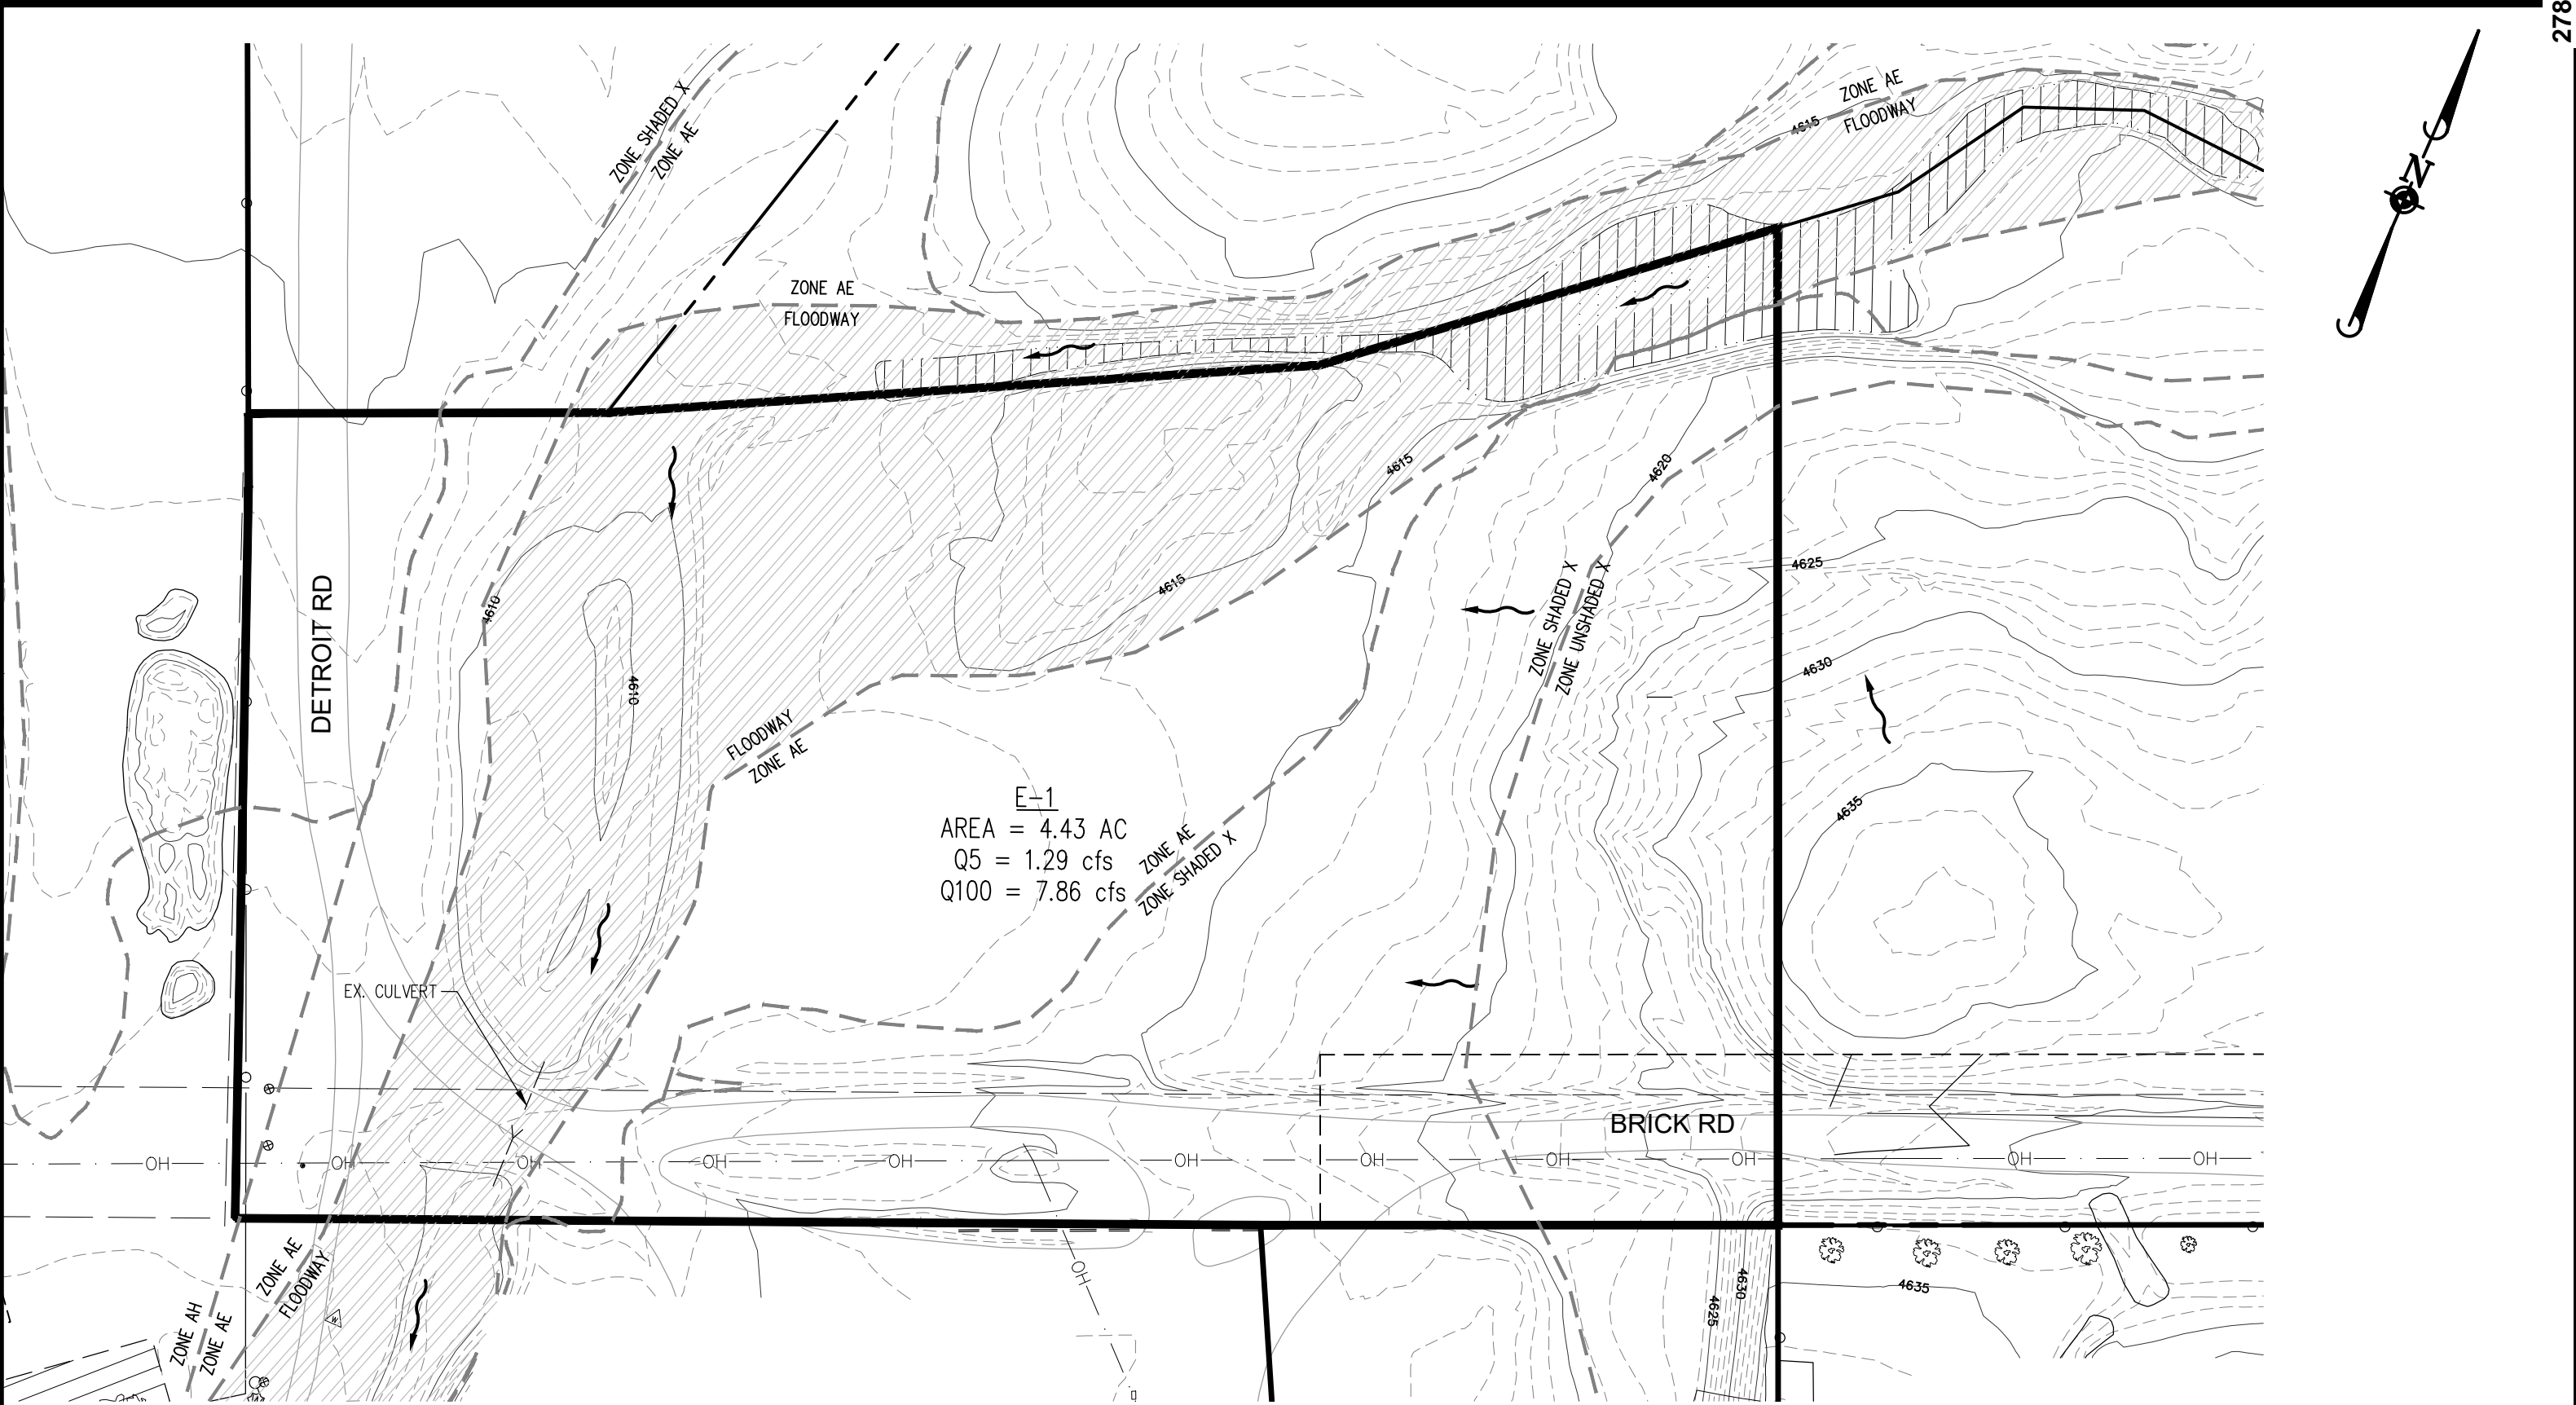 278
N
ZONE SHADED X
ZONE AE
ZONE AE
FLOODWAY
4615
ZONE AE
FLOODWAY
4615
4620
4625
4610
4615
DETROIT RD
ZONE SHADED X
ZONE UNSHADED X
4630
4610
FLOODWAY
ZONE AE
4635
E-1
AREA = 4.43 AC
Q5 = 1.29 cfs
Q100 = 7.86 cfs
ZONE AE
ZONE SHADED X
EX. CULVERT
BRICK RD
OH
OH
OH
OH
OH
OH
OH
OH
OH
OH
OH
OH
ZONE AE
FLOODWAY
4625
4630
4635
ZONE AH
ZONE AE
W